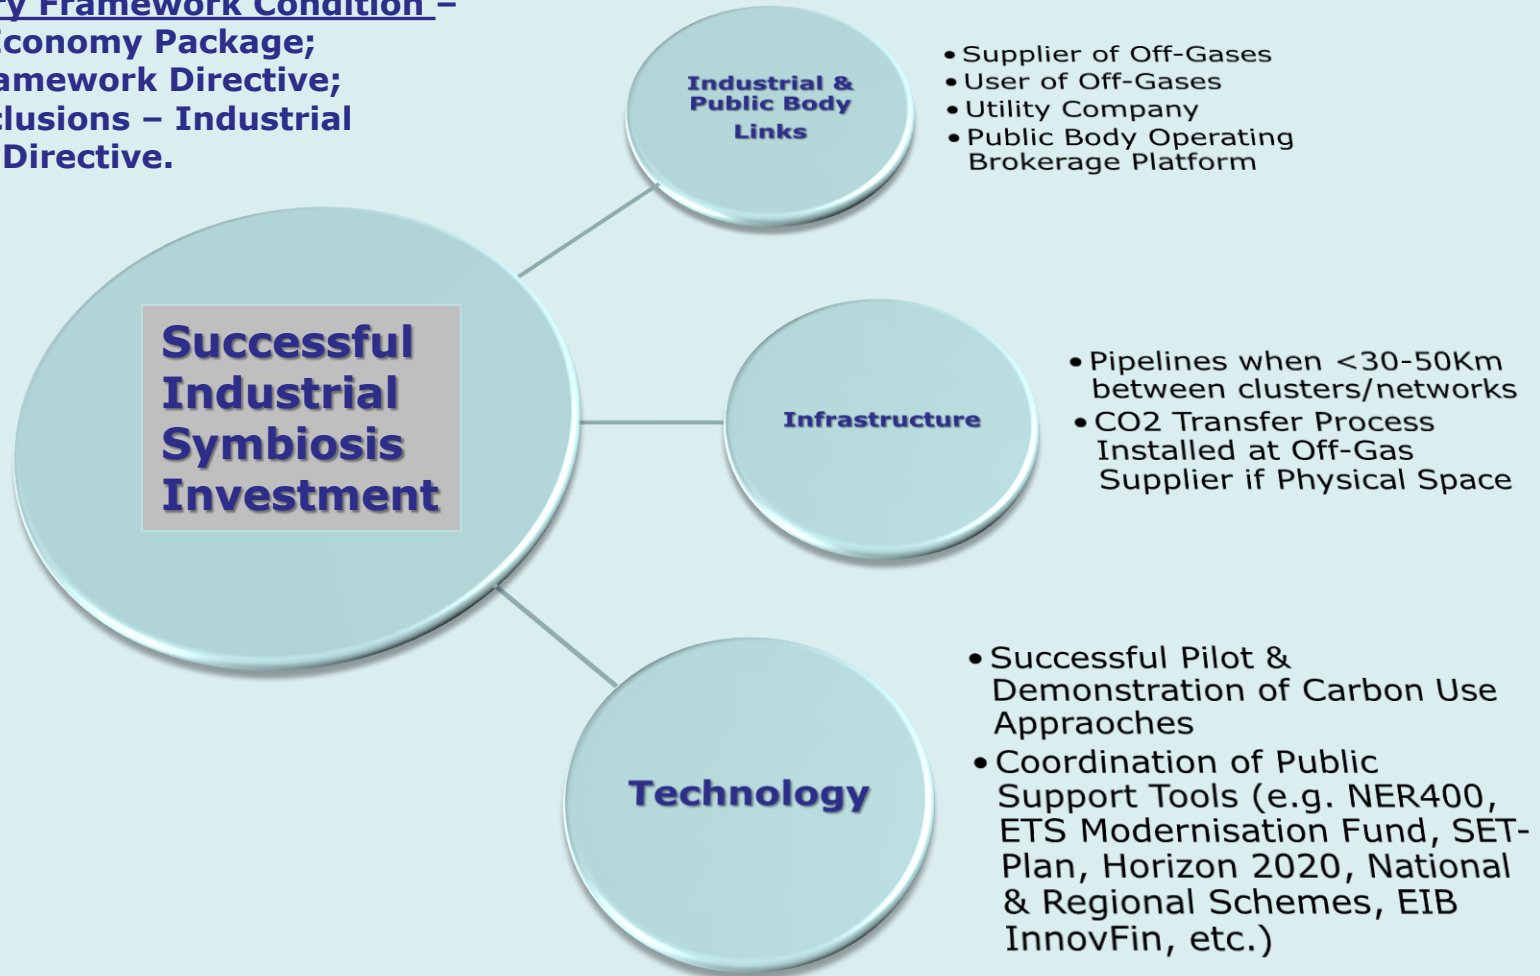 ry Framework Condition –
Economy Package;
amework Directive;
clusions – Industrial
Directive.
Industrial &
Public Body
Links
• Supplier of Off-Gases
• User of Off-Gases
• Utility Company
• Public Body Operating
Brokerage Platform
Successful
Industrial
Symbiosis
Investment
Infrastructure
• Pipelines when <30-50Km
between clusters/networks
• CO2 Transfer Process
Installed at Off-Gas
Supplier if Physical Space
Technology
• Successful Pilot &
Demonstration of Carbon Use
Appraoches
• Coordination of Public
Support Tools (e.g. NER400,
ETS Modernisation Fund, SET-
Plan, Horizon 2020, National
& Regional Schemes, EIB
InnovFin, etc.)